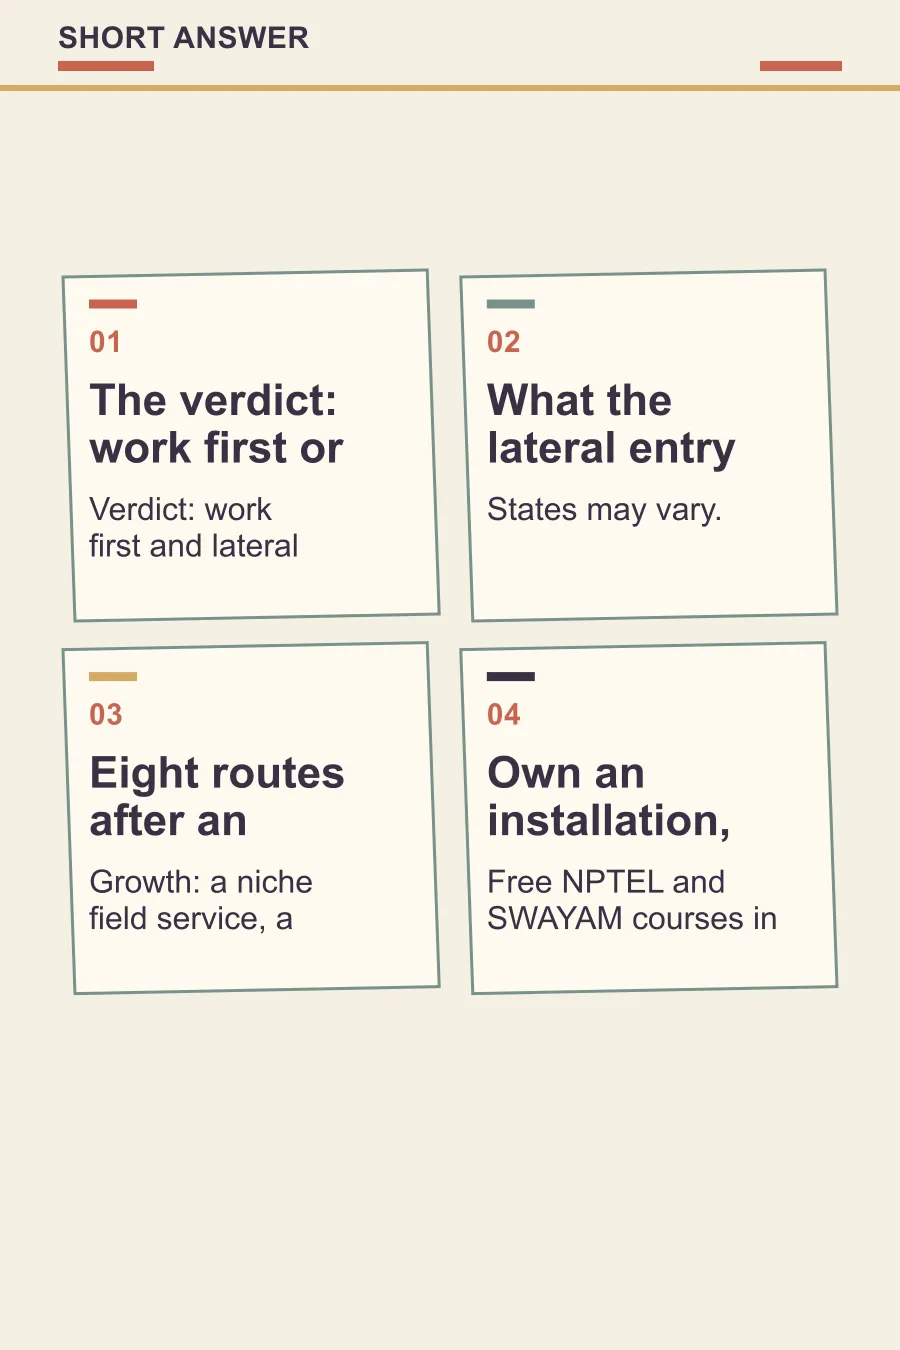 SHORT ANSWER
01
The verdict:
work first or
Verdict: work
first and lateral
02
What the
lateral entry
States may vary.
03
Eight routes
after an
Growth: a niche
field service, a
04
Own an
installation,
Free NPTEL and
SWAYAM courses in